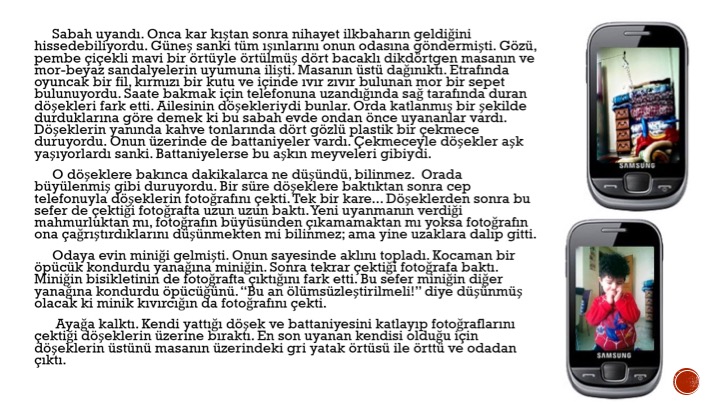 Sabah uyandı. Onca kar kıştan sonra nihayet ilkbaharın geldiğini
hissedebiliyordu. Güneş sanki tüm ışınlarını onun odasına göndermişti. Gözü,
pembe çiçekli mavi bir örtüyle örtülmüş dört bacaklı dikdörtgen masanın ve
mor-beyaz sandalyelerin uyumuna ilişti. Masanın üstü dağınıktı. Etrafında
oyuncak bir fil, kırmızı bir kutu ve içinde ıvır zıvır bulunan mor bir sepet
bulunuyordu. Saate bakmak için telefonuna uzandığında sağ tarafında duran
döşekleri fark etti. Ailesinin döşekleriydi bunlar. Orda katlanmış bir şekilde
durduklarına göre demek ki bu sabah evde ondan önce uyananlar vardı.
Döşeklerin yanında kahve tonlarında dört gözlü plastik bir çekmece
duruyordu. Onun üzerinde de battaniyeler vardı. Çekmeceyle döşekler aşk
yaşıyorlardı sanki. Battaniyelerse bu aşkın meyveleri gibiydi.
O döşeklere bakınca dakikalarca ne düşündü, bilinmez. Orada
büyülenmiş gibi duruyordu. Bir süre döşeklere baktıktan sonra cep
telefonuyla döşeklerin fotoğrafını çekti. Tek bir kare... Döşeklerden sonra bu
sefer de çektiği fotoğrafta uzun uzun baktı. Yeni uyanmanın verdiği
mahmurluktan mı, fotoğrafın büyüsünden çıkamamaktan mı yoksa fotoğrafın
ona çağrıştırdıklarını düşünmekten mi bilinmez; ama yine uzaklara dalıp gitti.
Odaya evin miniği gelmişti. Onun sayesinde aklını topladı. Kocaman bir
öpücük kondurdu yanağına miniğin. Sonra tekrar çektiği fotoğrafa baktı.
Miniğin bisikletinin de fotoğrafta çıktığını fark etti. Bu sefer miniğin diğer
yanağına kondurdu öpücüğünü. “Bu an ölümsüzleştirilmeli!” diye düşünmüş
olacak ki minik kıvırcığın da fotoğrafını çekti.
Ayağa kalktı. Kendi yattığı döşek ve battaniyesini katlayıp fotoğraflarını
çektiği döşeklerin üzerine bıraktı. En son uyanan kendisi olduğu için
döşeklerin üstünü masanın üzerindeki gri yatak örtüsü ile örttü ve odadan
çıktı.
SAMSUNG
SAMSUNG